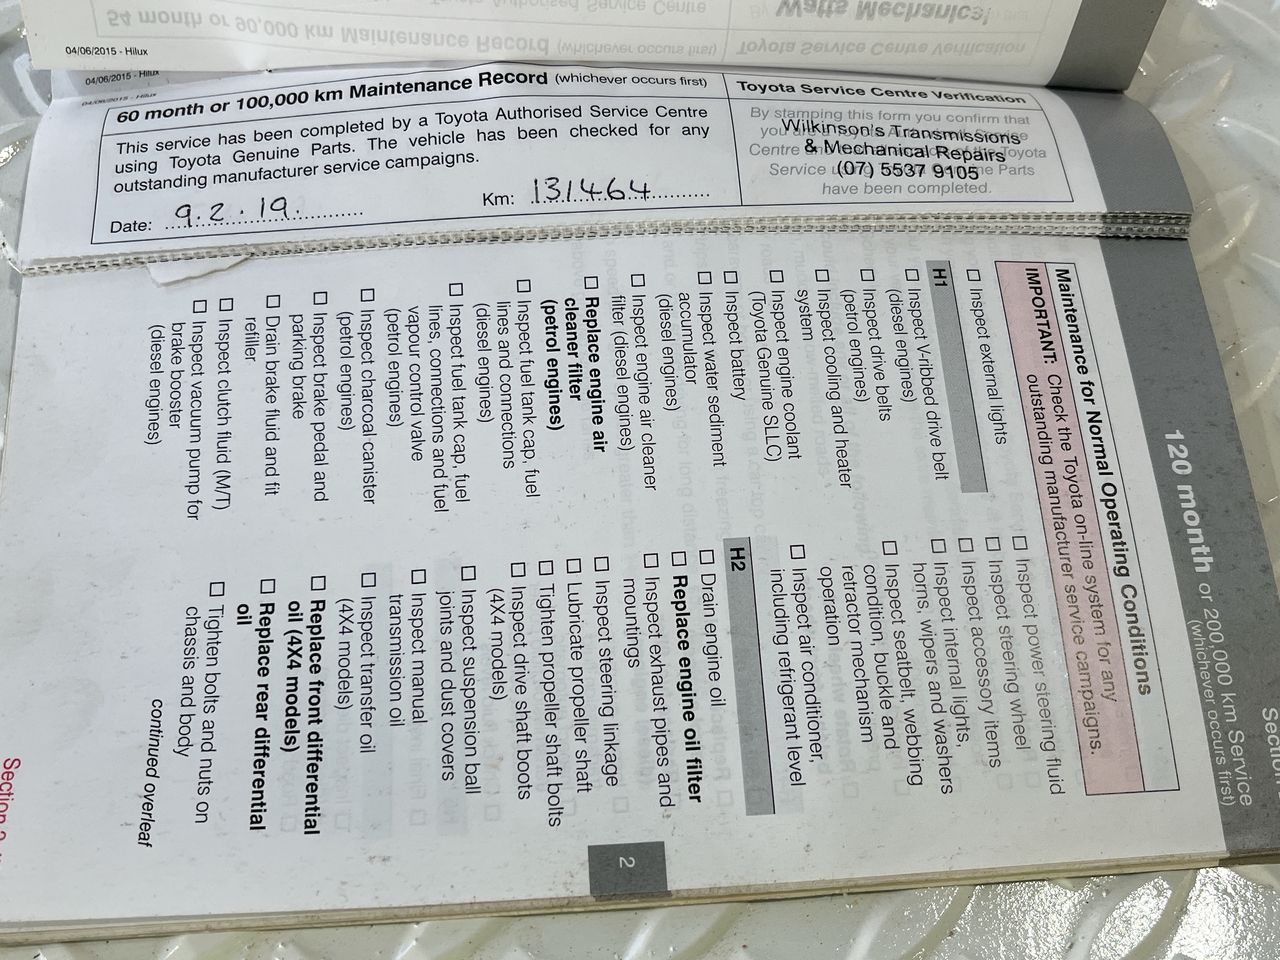 54 month or 90,000 km Maintenance Record (whichever occurs first)
Toyota Service Centre Verification
Watts Mechanical
04/06/2015 - Hilux
04/06/2015 - Hilux
04/06/2015 - Hilux
60 month or 100,000 km Maintenance Record (whichever occurs first)
This service has been completed by a Toyota Authorised Service Centre
using Toyota Genuine Parts. The vehicle has been checked for any
outstanding manufacturer service campaigns.
Date: 9.2.19.
Km: 131464
Toyota Service Centre Verification
By stamping this form you confirm that
Wilkinson's Transmissions
& Mechanical Repairs
(07) 5537 9105
have been completed.
120 month or 200,000 km Service
(whichever occurs first)
Maintenance for Normal Operating Conditions
IMPORTANT: Check the Toyota on-line system for any
outstanding manufacturer service campaigns.
☐ Inspect external lights
H1
☐ Inspect V-ribbed drive belt
(diesel engines)
☐ Inspect drive belts
(petrol engines)
☐ Inspect cooling and heater
system
☐ Inspect engine coolant
(Toyota Genuine SLLC)
☐ Inspect battery
☐ Inspect water sediment
accumulator
(diesel engines)
☐ Inspect engine air cleaner
filter (diesel engines)
☐ Replace engine air
cleaner filter
(petrol engines)
☐ Inspect fuel tank cap, fuel
lines and connections
(diesel engines)
☐ Inspect fuel tank cap, fuel
lines, connections and fuel
vapour control valve
(petrol engines)
☐ Inspect charcoal canister
(petrol engines)
☐ Inspect brake pedal and
parking brake
☐ Drain brake fluid and fit
refiller
☐ Inspect clutch fluid (M/T)
☐ Inspect vacuum pump for
brake booster
(diesel engines)
☐ Inspect power steering fluid
☐ Inspect steering wheel
☐ Inspect accessory items
☐ Inspect internal lights,
horns, wipers and washers
☐ Inspect seatbelt, webbing
condition, buckle and
retractor mechanism
operation
☐ Inspect air conditioner,
including refrigerant level
H2
☐ Drain engine oil
☐ Replace engine oil filter
☐ Inspect exhaust pipes and
mountings
☐ Inspect steering linkage
☐ Lubricate propeller shaft
☐ Tighten propeller shaft bolts
☐ Inspect drive shaft boots
(4X4 models)
☐ Inspect suspension ball
joints and dust covers
☐ Inspect manual
transmission oil
☐ Inspect transfer oil
(4X4 models)
☐ Replace front differential
oil (4X4 models)
☐ Replace rear differential
oil
☐ Tighten bolts and nuts on
chassis and body
continued overleaf
2
Section 2